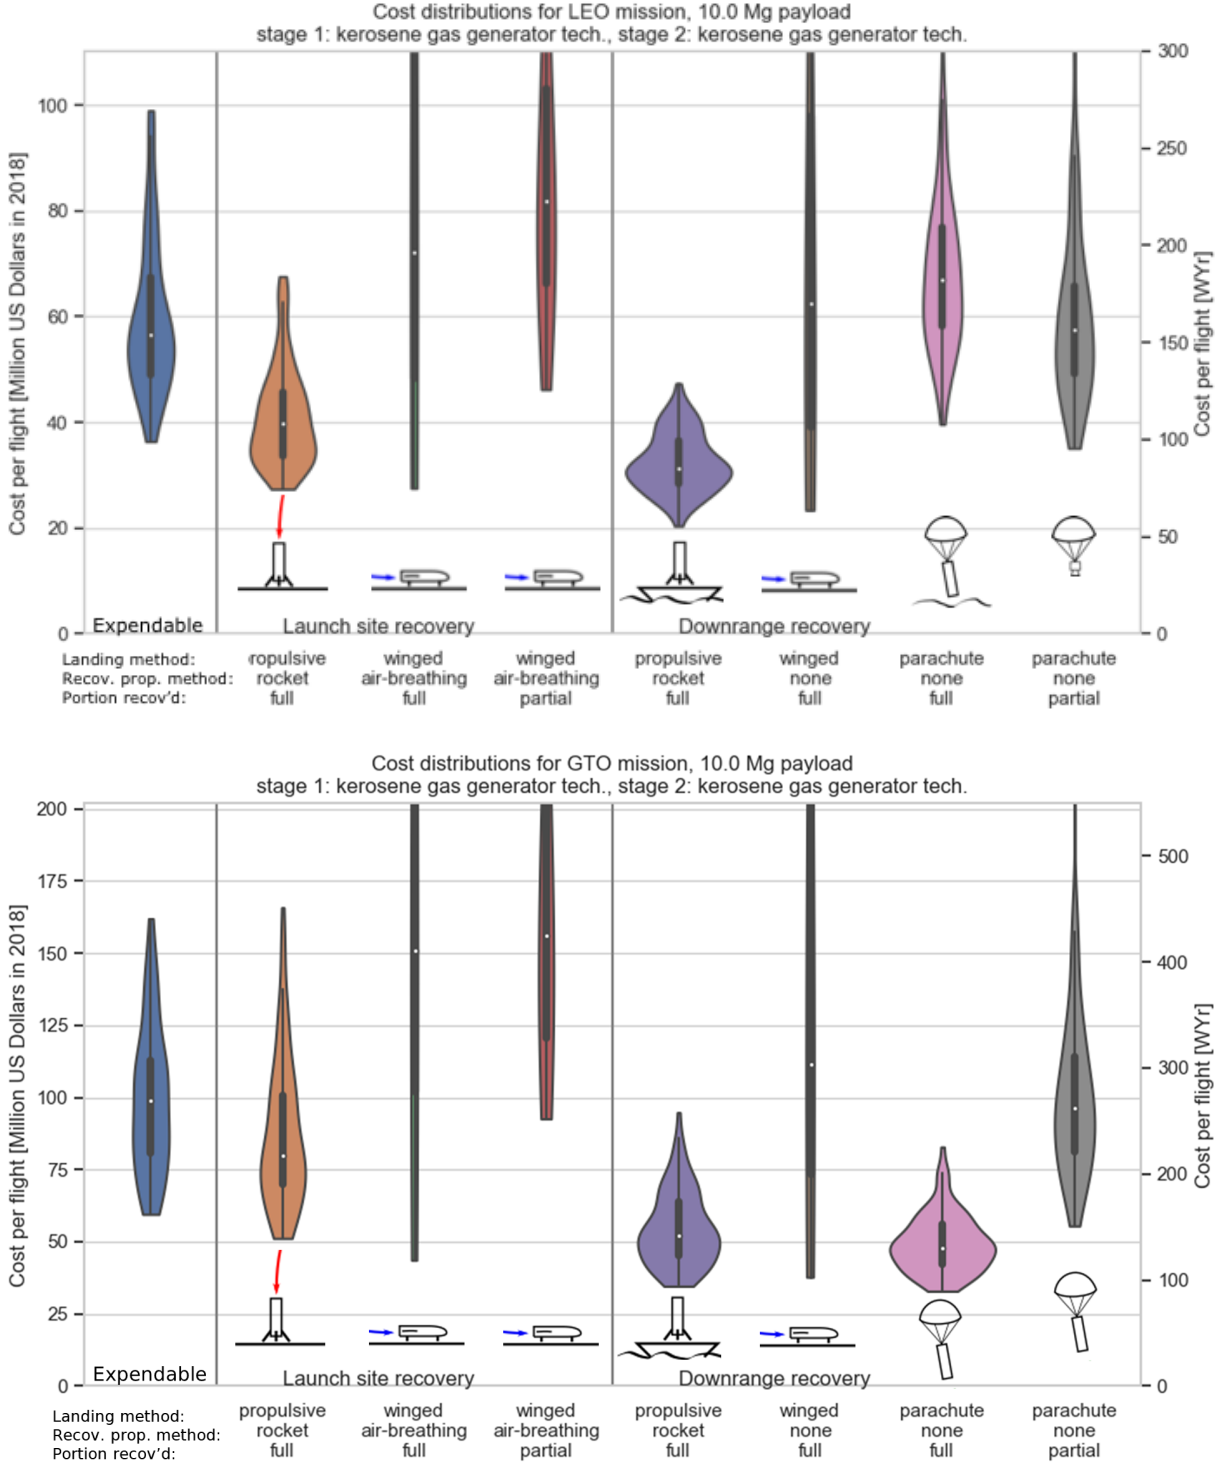 Cost distributions for LEO mission, 10.0 Mg payload
stage 1: kerosene gas generator tech., stage 2: kerosene gas generator tech.
Cost per flight [Million US Dollars in 2018]
100
80
60
40
20
0
300
250
200
150
100
50
0
Cost per flight [WYr]
Expendable
Launch site recovery
Downrange recovery
Landing method: ropulsive winged winged propulsive winged parachute parachute
Recov. prop. method: rocket air-breathing air-breathing rocket none none none
Portion recov'd: full full partial full full full partial
Cost distributions for GTO mission, 10.0 Mg payload
stage 1: kerosene gas generator tech., stage 2: kerosene gas generator tech.
Cost per flight [Million US Dollars in 2018]
200
175
150
125
100
75
50
25
0
500
400
300
200
100
0
Cost per flight [WYr]
Expendable
Launch site recovery
Downrange recovery
Landing method: propulsive winged winged propulsive winged parachute parachute
Recov. prop. method: rocket air-breathing air-breathing rocket none none none
Portion recov'd: full full partial full full full partial